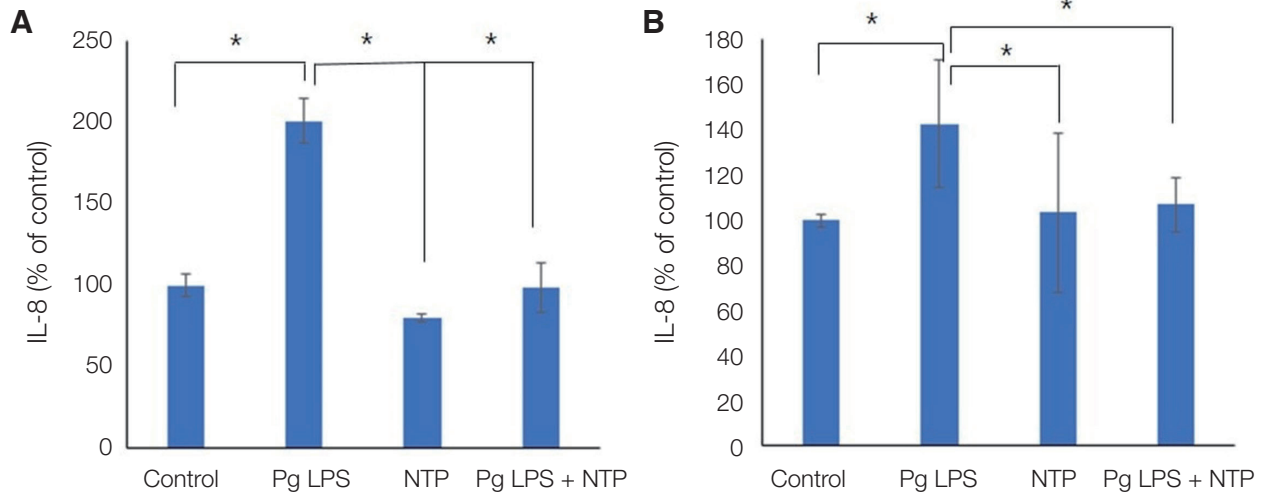 A
IL-8 (% of control)
250
200
150
100
50
0
*
*
*
Control
Pg LPS
NTP
Pg LPS + NTP
B
IL-8 (% of control)
180
160
140
120
100
80
60
40
20
0
*
*
*
Control
Pg LPS
NTP
Pg LPS + NTP